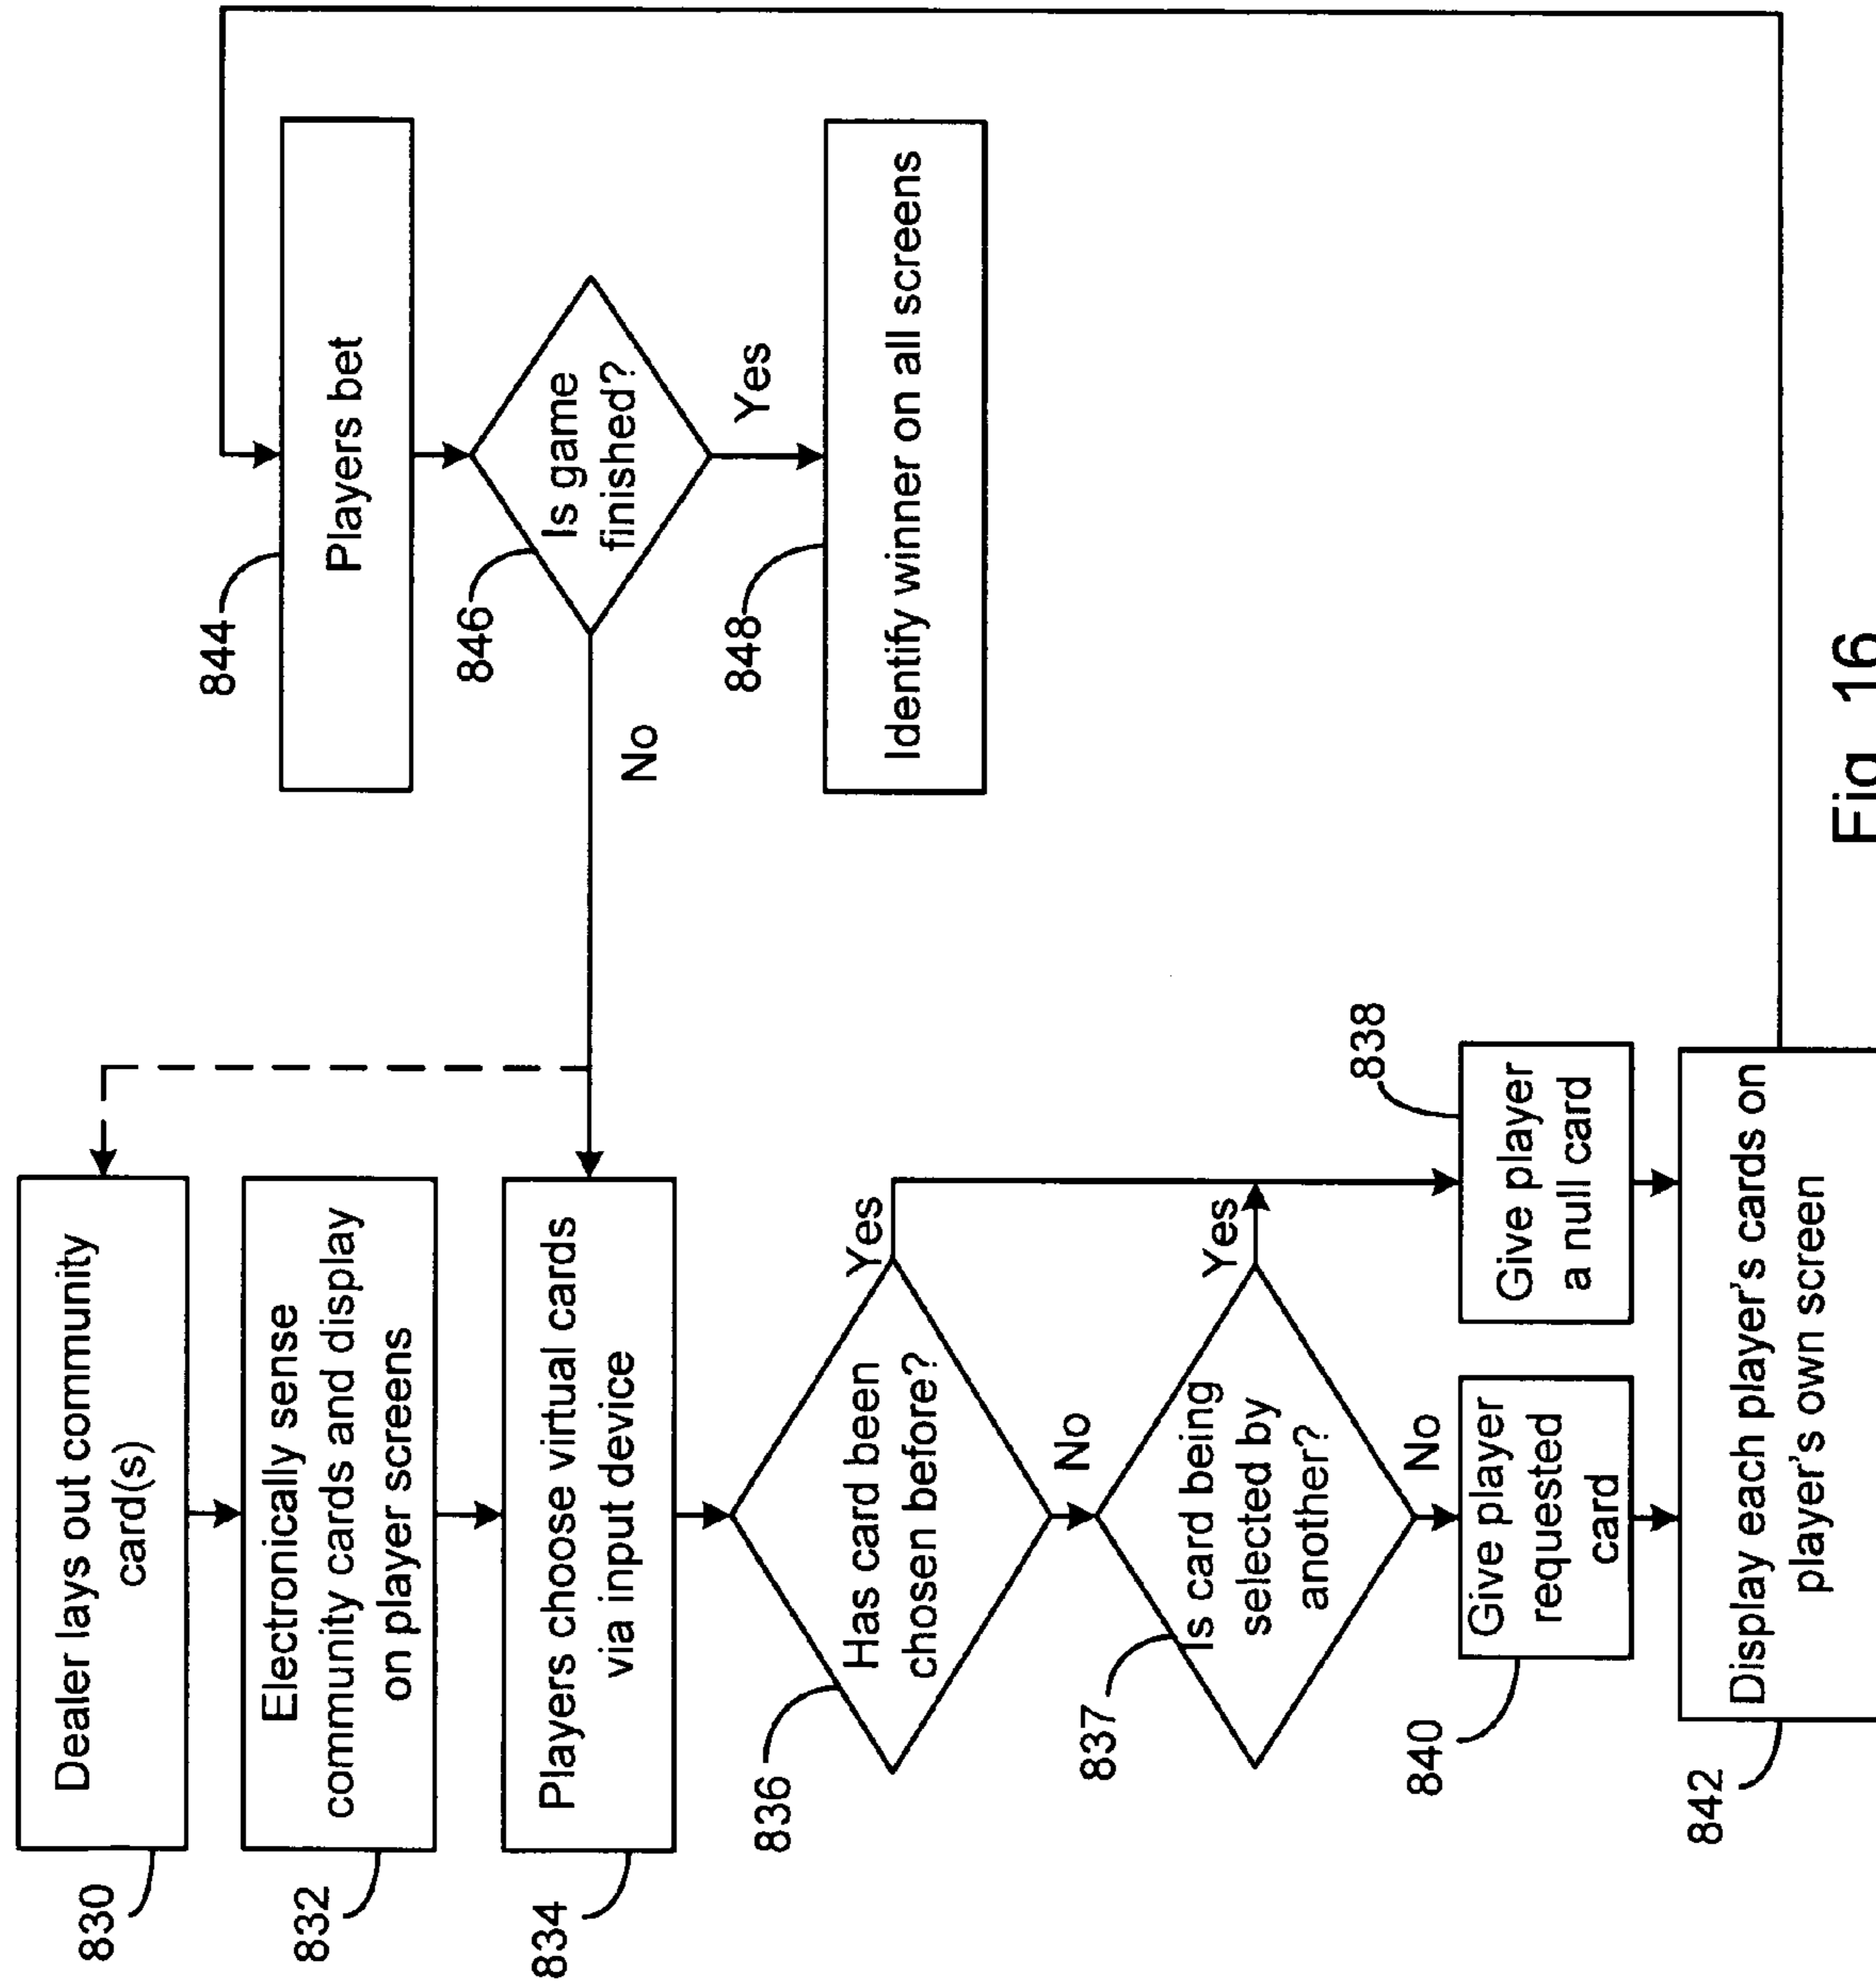 830
Dealer lays out community
card(s)
832
Electronically sense
community cards and display
on player screens
834
Players choose virtual cards
via input device
836
Has card been
chosen before?
Yes
No
837
Is card being
selected by
another?
Yes
No
840
Give player
requested
card
838
Give player
a null card
842
Display each player's cards on
player's own screen
844
Players bet
846
Is game
finished?
No
Yes
848
Identify winner on all screens
Fig. 16